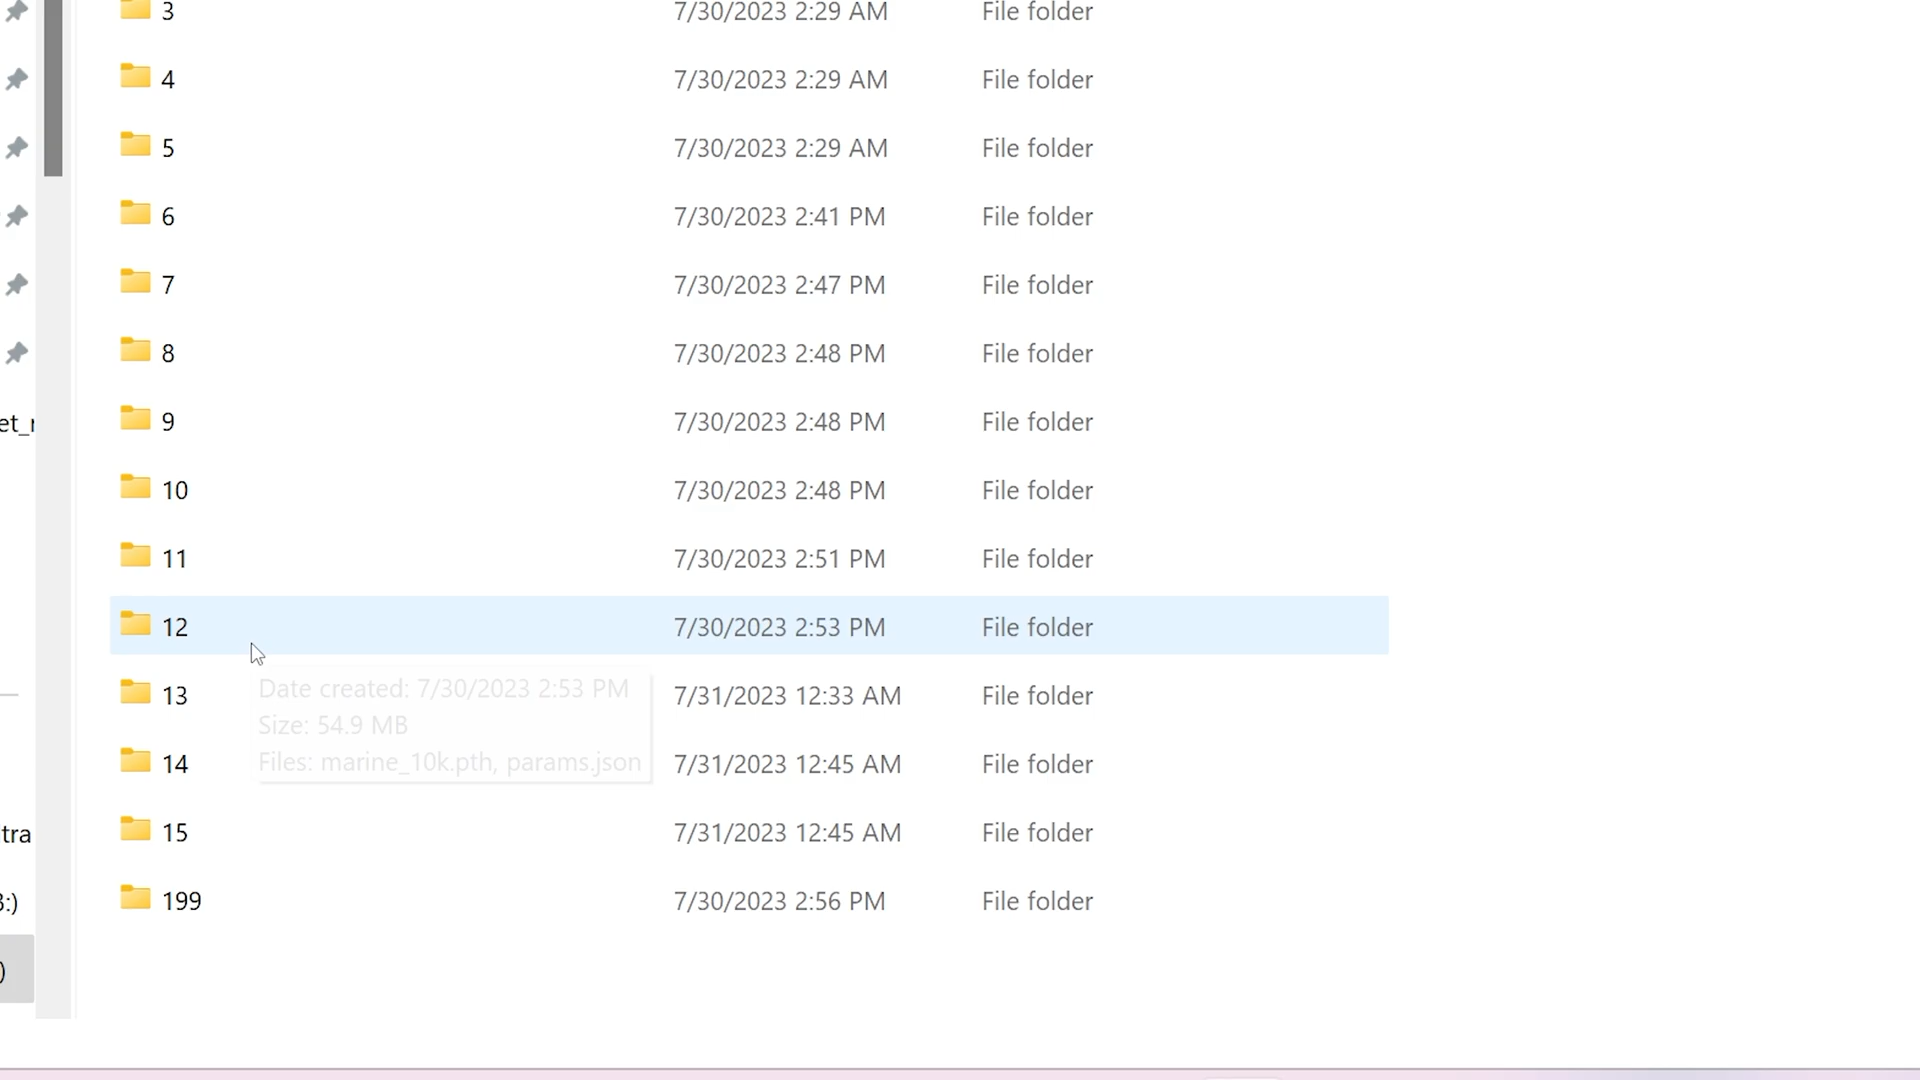 3 7/30/2023 2:29 AM File folder
4 7/30/2023 2:29 AM File folder
5 7/30/2023 2:29 AM File folder
6 7/30/2023 2:41 PM File folder
7 7/30/2023 2:47 PM File folder
8 7/30/2023 2:48 PM File folder
et_r 9 7/30/2023 2:48 PM File folder
10 7/30/2023 2:48 PM File folder
11 7/30/2023 2:51 PM File folder
12 7/30/2023 2:53 PM File folder
13 7/31/2023 12:33 AM File folder
Date created: 7/30/2023 2:53 PM
Size: 54.9 MB
Files: marine_10k.pth, params.json
14 7/31/2023 12:45 AM File folder
tra 15 7/31/2023 12:45 AM File folder
:) 199 7/30/2023 2:56 PM File folder
)